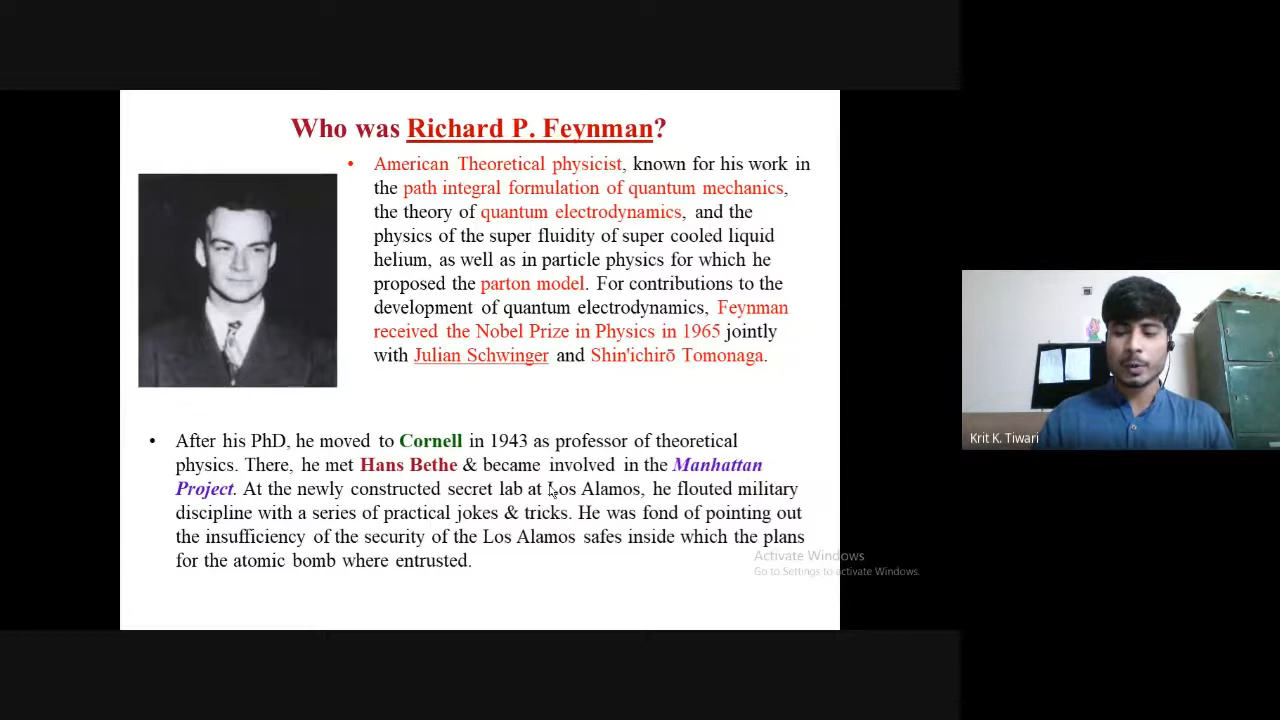 Who was Richard P. Feynman?
• American Theoretical physicist, known for his work in
the path integral formulation of quantum mechanics,
the theory of quantum electrodynamics, and the
physics of the super fluidity of super cooled liquid
helium, as well as in particle physics for which he
proposed the parton model. For contributions to the
development of quantum electrodynamics, Feynman
received the Nobel Prize in Physics in 1965 jointly
with Julian Schwinger and Shin'ichirō Tomonaga.
• After his PhD, he moved to Cornell in 1943 as professor of theoretical
physics. There, he met Hans Bethe & became involved in the Manhattan
Project. At the newly constructed secret lab at Los Alamos, he flouted military
discipline with a series of practical jokes & tricks. He was fond of pointing out
the insufficiency of the security of the Los Alamos safes inside which the plans
for the atomic bomb where entrusted.
Activate Windows
Go to Settings to activate Windows.
Krit K. Tiwari